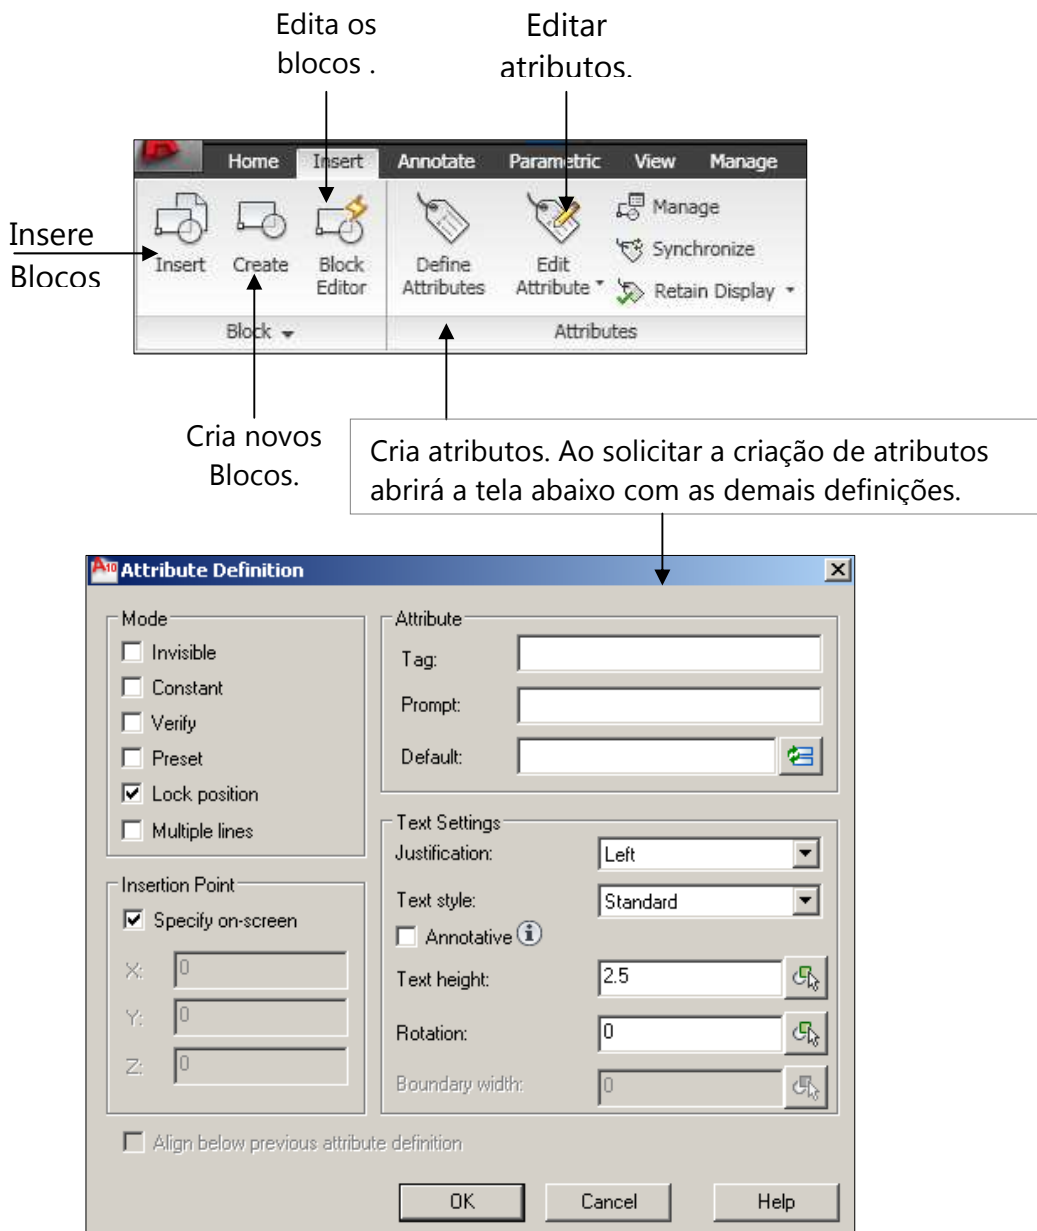 Edita os
blocos .
Editar
atributos.
Home Insert Annotate Parametric View Manage
Insere
Blocos
Insert
Create
Block
Editor
Define
Attributes
Edit
Attribute
Manage
Synchronize
Retain Display
Block
Attributes
Cria novos
Blocos.
Cria atributos. Ao solicitar a criação de atributos
abrirá a tela abaixo com as demais definições.
A10 Attribute Definition
Mode
Invisible
Constant
Verify
Preset
Lock position
Multiple lines
Insertion Point
Specify on-screen
X: 0
Y: 0
Z: 0
Attribute
Tag:
Prompt:
Default:
Text Settings
Justification: Left
Text style: Standard
Annotative
Text height: 2.5
Rotation: 0
Boundary width: 0
Align below previous attribute definition
OK Cancel Help